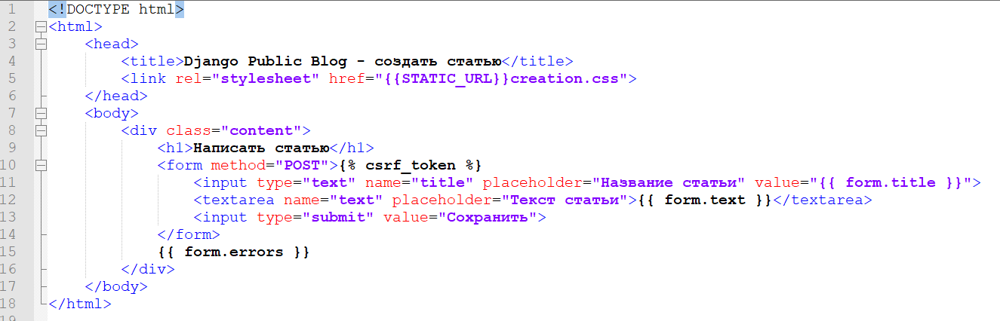 1 <!DOCTYPE html>
2 <html>
3 <head>
4 <title>Django Public Blog - создать статью</title>
5 <link rel="stylesheet" href="{{STATIC_URL}}creation.css">
6 </head>
7 <body>
8 <div class="content">
9 <h1>Написать статью</h1>
10 <form method="POST">{% csrf_token %}
11 <input type="text" name="title" placeholder="Название статьи" value="{{ form.title }}">
12 <textarea name="text" placeholder="Текст статьи">{{ form.text }}</textarea>
13 <input type="submit" value="Сохранить">
14 </form>
15 {{ form.errors }}
16 </div>
17 </body>
18 </html>
19